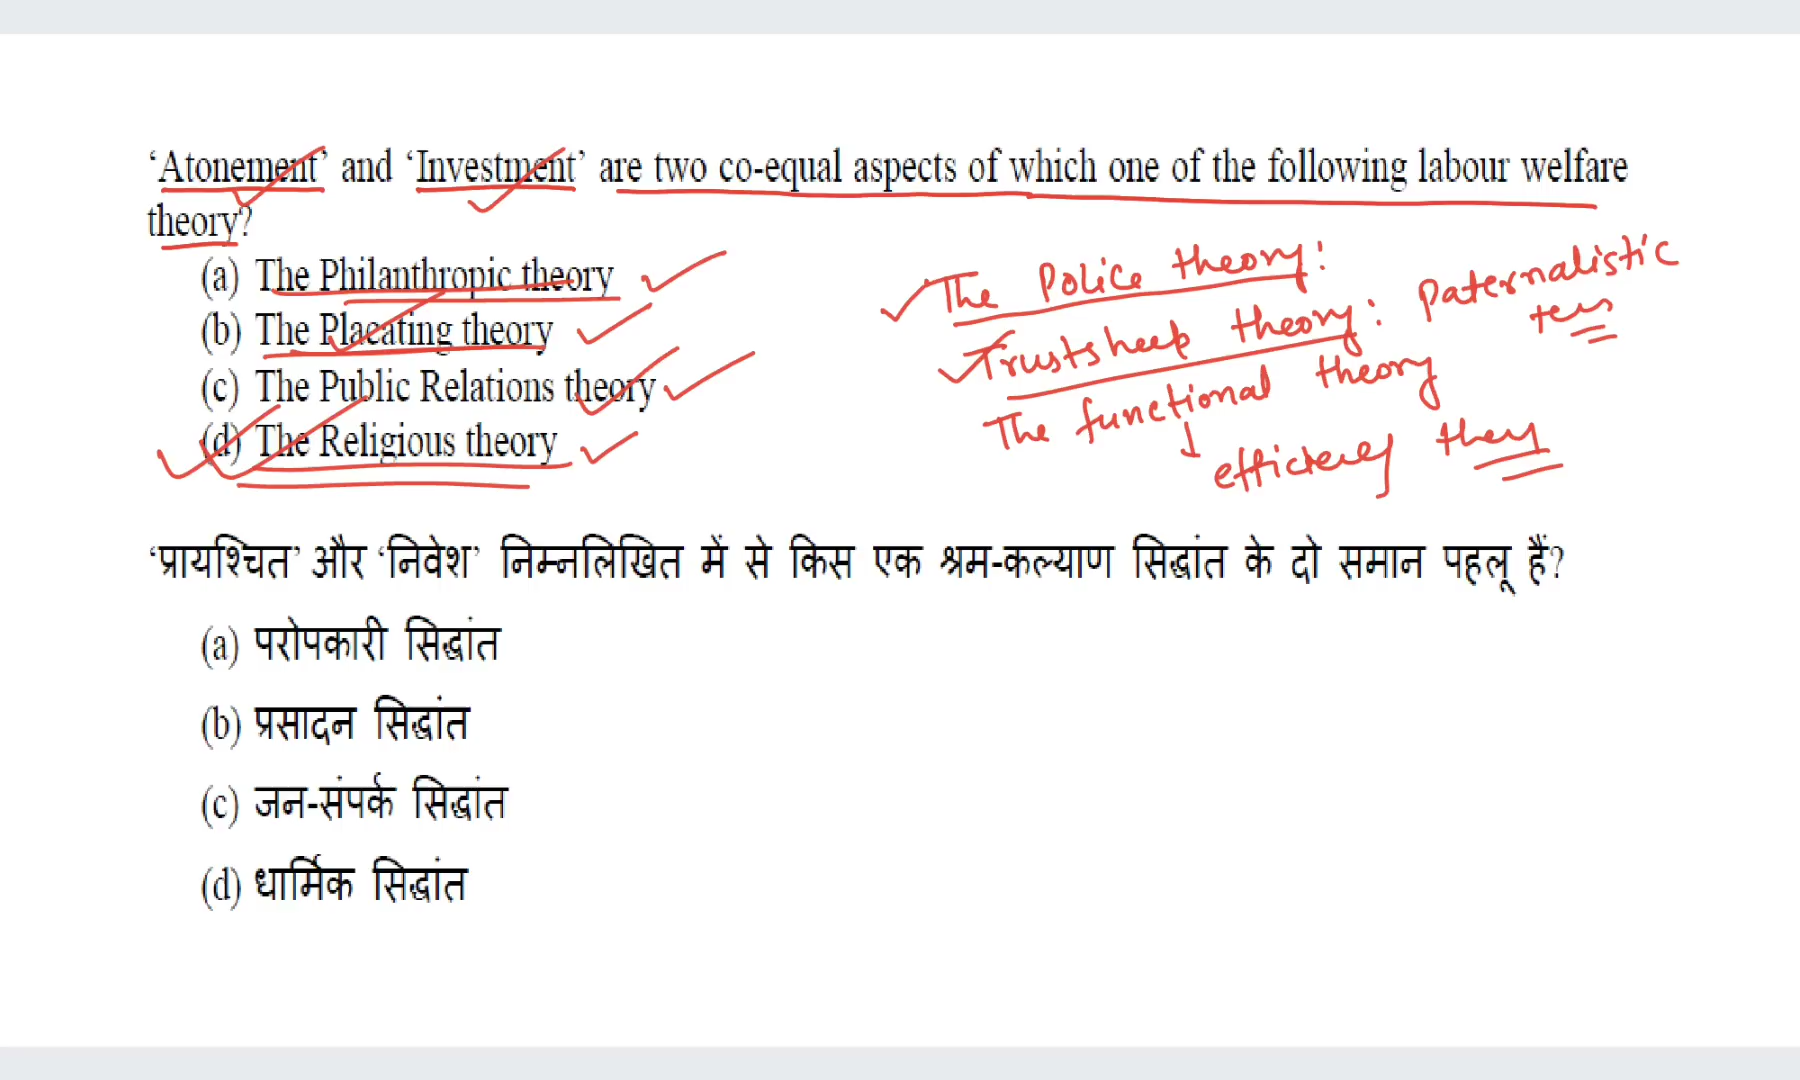 ‘Atonement’ and ‘Investment’ are two co-equal aspects of which one of the following labour welfare
theory?
(a) The Philanthropic theory
(b) The Placating theory
(c) The Public Relations theory
(d) The Religious theory
The Police theory:
Trustsheep theory: paternalistic
The functional theory
efficiency they
‘प्रायश्चित’ और ‘निवेश’ निम्नलिखित में से किस एक श्रम-कल्याण सिद्धांत के दो समान पहलू हैं?
(a) परोपकारी सिद्धांत
(b) प्रसादन सिद्धांत
(c) जन-संपर्क सिद्धांत
(d) धार्मिक सिद्धांत